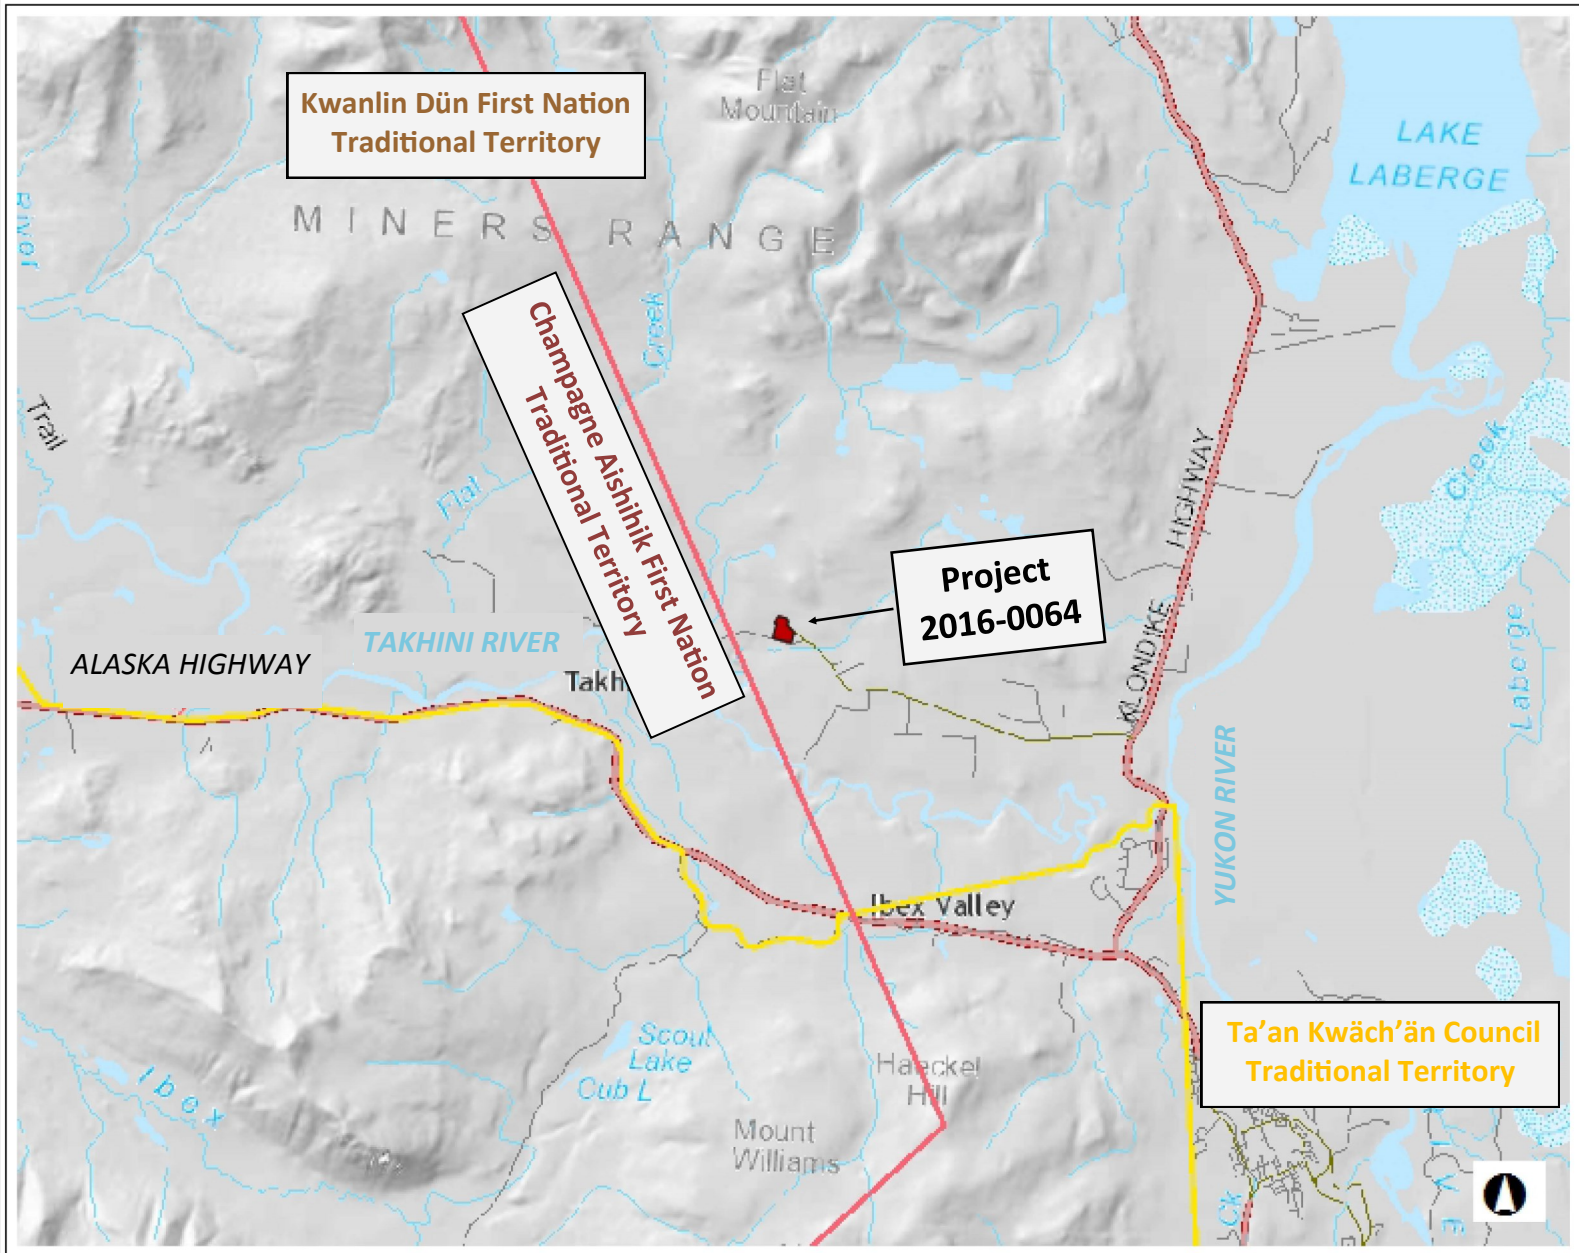 Kwanlin Dün First Nation
Traditional Territory
Flat
Mountain
LAKE
LABERGE
River
MINERS RANGE
Creek
Champagne Aishihik First Nation
Traditional Territory
Trail
Flat
HIGHWAY
KLONDIKE
Creek
Laberge
Project
2016-0064
TAKHINI RIVER
ALASKA HIGHWAY
Takh
YUKON RIVER
Ibex Valley
Ta'an Kwäch'än Council
Traditional Territory
Scout
Lake
Cub L
Haeckel
Hill
Ibex
Mount
Williams
Ck